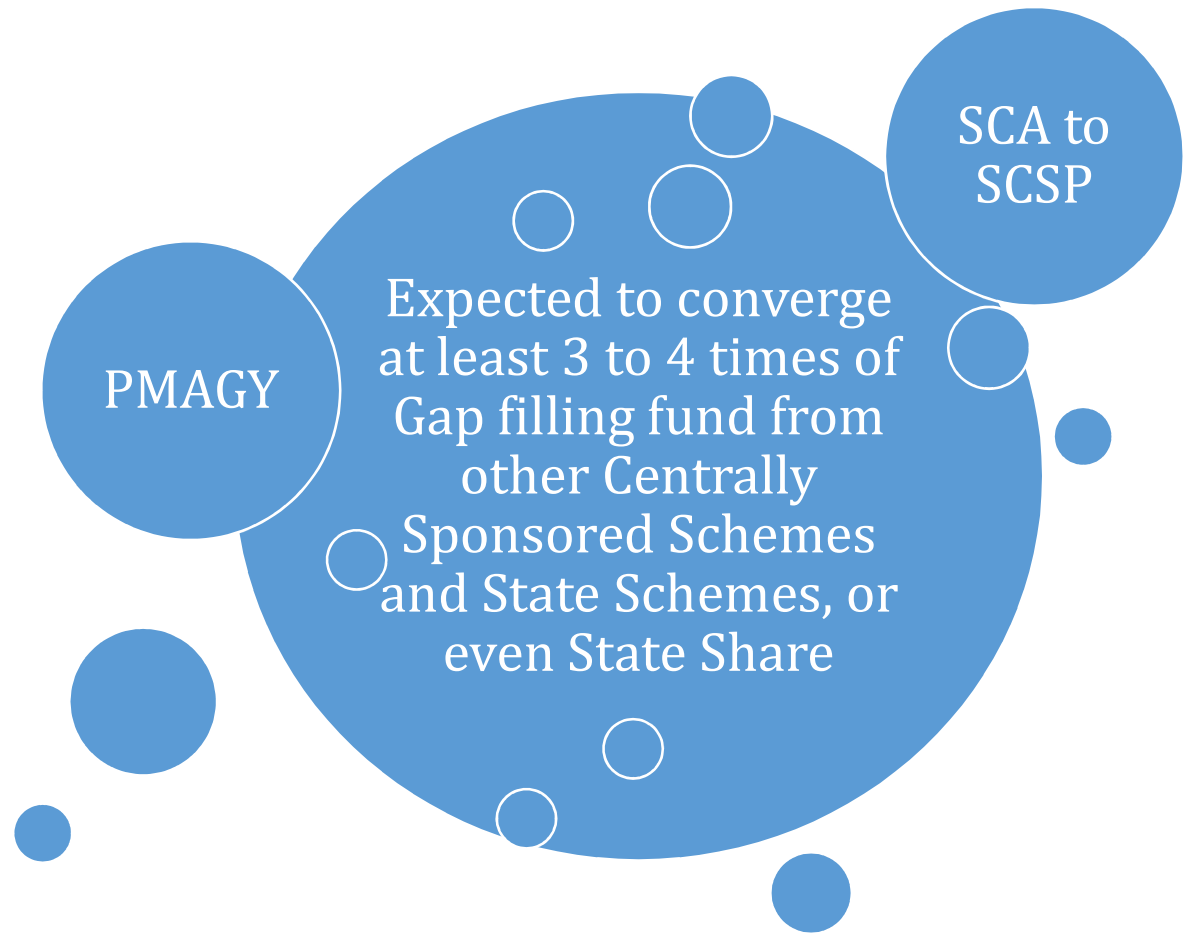 SCA to
SCSP
PMAGY
Expected to converge
at least 3 to 4 times of
Gap filling fund from
other Centrally
Sponsored Schemes
and State Schemes, or
even State Share